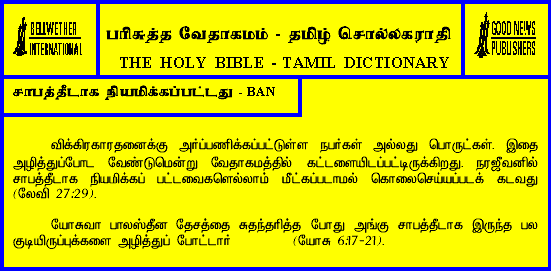 BELLWETHER
INTERNATIONAL
பரிசுத்த வேதாகமம் - தமிழ் சொல்லகராதி
THE HOLY BIBLE - TAMIL DICTIONARY
GOOD NEWS
PUBLISHERS
சாபத்தீடாக நியமிக்கப்பட்டது - BAN
விக்கிரகாரதனைக்கு அர்ப்பணிக்கப்பட்டுள்ள நபர்கள் அல்லது பொருட்கள். இதை
அழித்துப்போட வேண்டுமென்று வேதாகமத்தில் கட்டளையிடப்பட்டிருக்கிறது. நரஜீவனில்
சாபத்தீடாக நியமிக்கப் பட்டவைகளெல்லாம் மீட்கப்படாமல் கொலைசெய்யப்படக் கடவது
(லேவி 27:29).
யோசுவா பாலஸ்தீன தேசத்தை சுதந்தரித்த போது அங்கு சாபத்தீடாக இருந்த பல
குடியிருப்புக்களை அழித்துப் போட்டார் (யோசு 6:17-21).